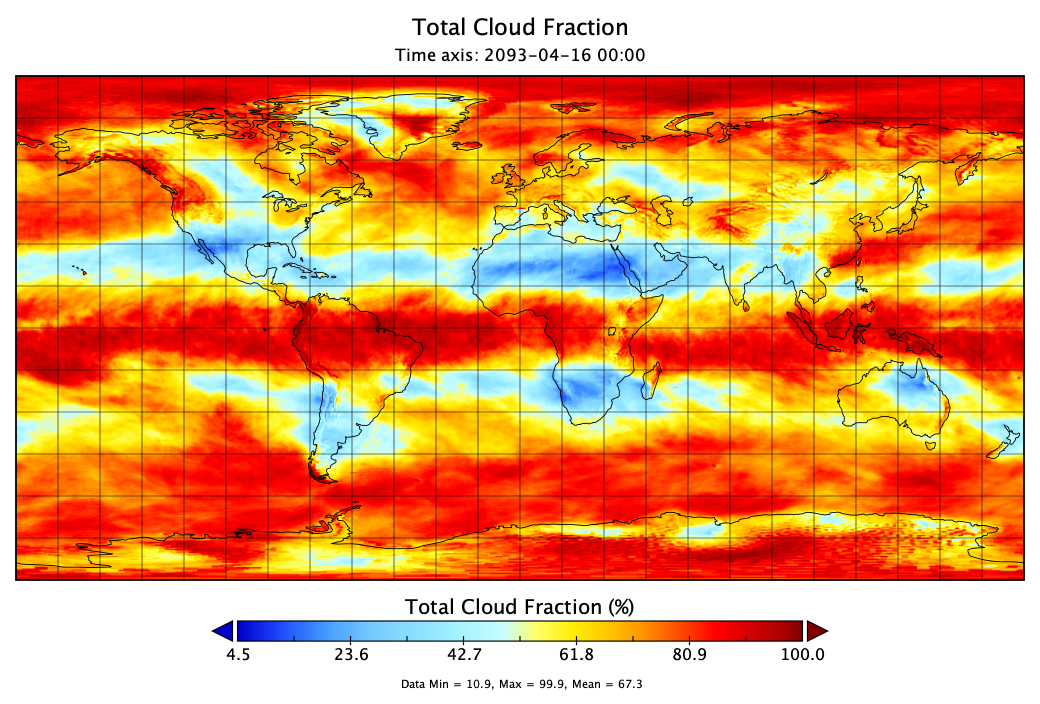 Total Cloud Fraction
Time axis: 2093-04-16 00:00
Total Cloud Fraction (%)
4.5 23.6 42.7 61.8 80.9 100.0
Data Min = 10.9, Max = 99.9, Mean = 67.3